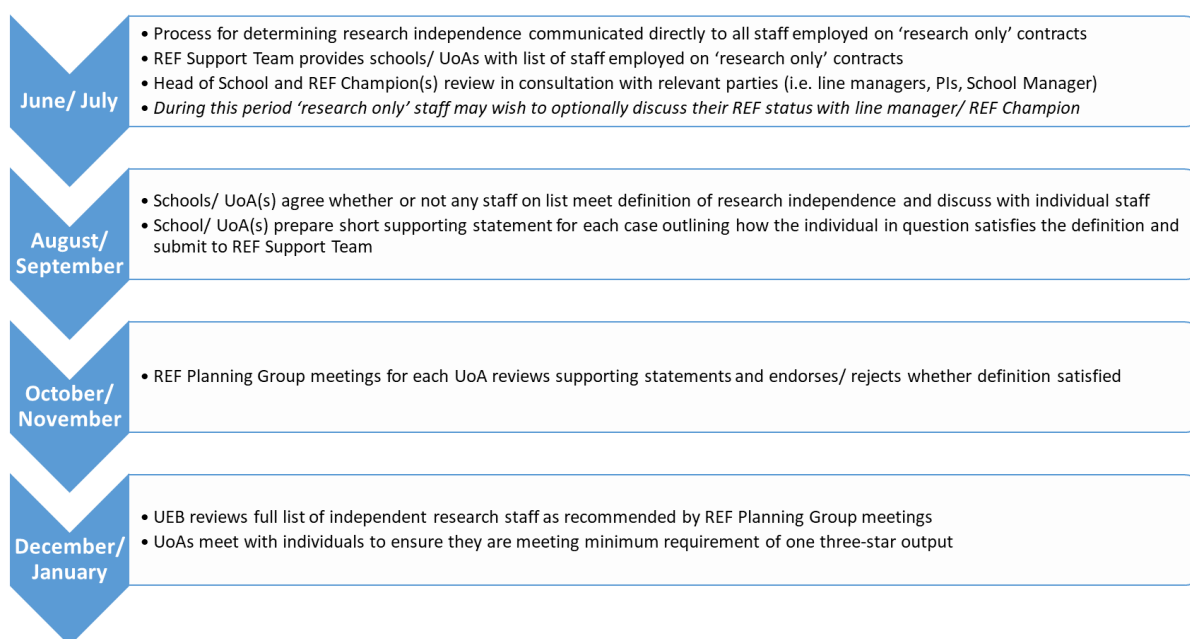 June/ July
• Process for determining research independence communicated directly to all staff employed on ‘research only’ contracts
• REF Support Team provides schools/ UoAs with list of staff employed on ‘research only’ contracts
• Head of School and REF Champion(s) review in consultation with relevant parties (i.e. line managers, PIs, School Manager)
• During this period ‘research only’ staff may wish to optionally discuss their REF status with line manager/ REF Champion
August/
September
• Schools/ UoA(s) agree whether or not any staff on list meet definition of research independence and discuss with individual staff
• School/ UoA(s) prepare short supporting statement for each case outlining how the individual in question satisfies the definition and
submit to REF Support Team
October/
November
• REF Planning Group meetings for each UoA reviews supporting statements and endorses/ rejects whether definition satisfied
December/
January
• UEB reviews full list of independent research staff as recommended by REF Planning Group meetings
• UoAs meet with individuals to ensure they are meeting minimum requirement of one three-star output